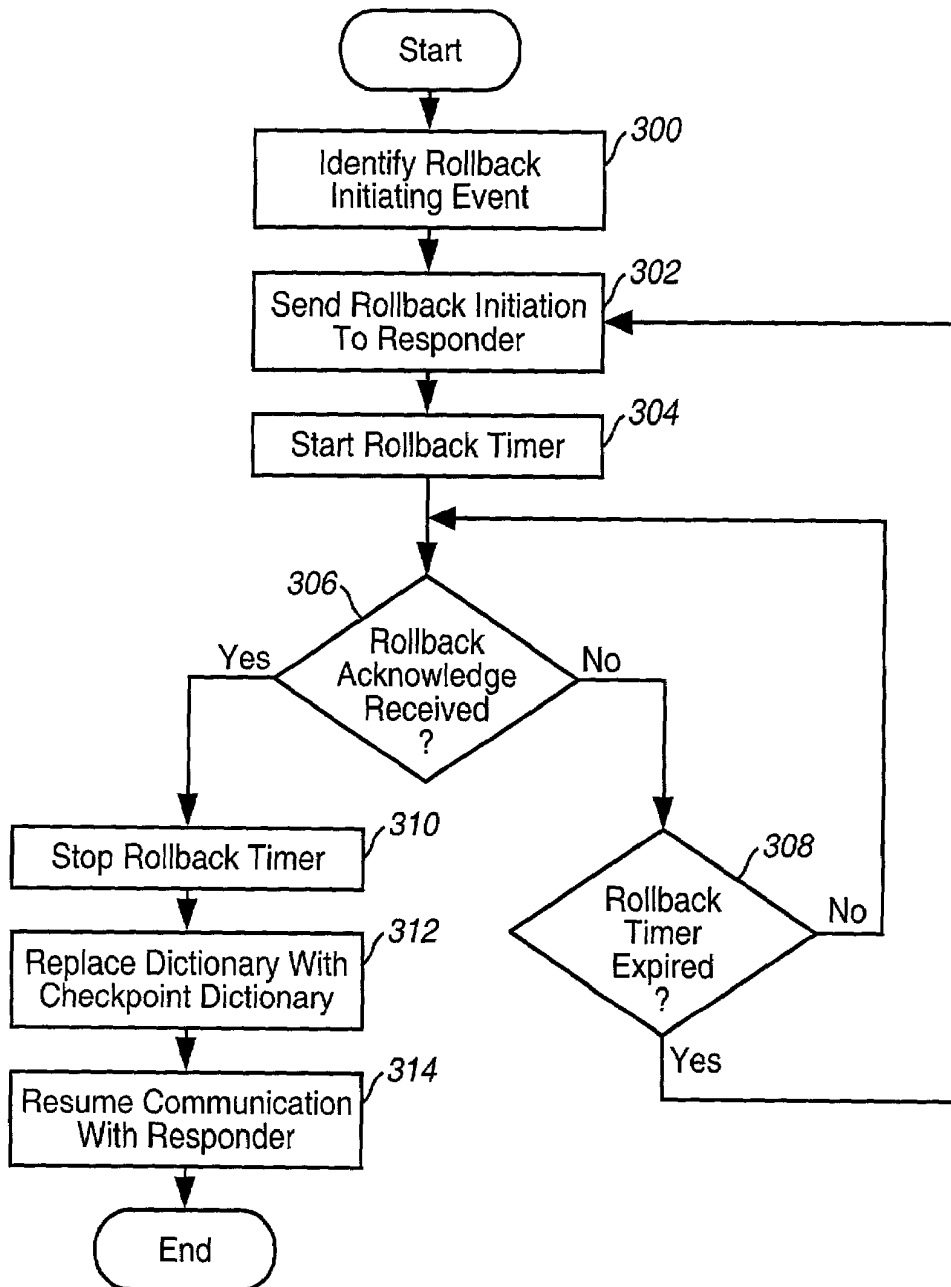 Start
300
Identify Rollback
Initiating Event
302
Send Rollback Initiation
To Responder
304
Start Rollback Timer
306
Rollback
Acknowledge
Received
?
Yes
No
310
Stop Rollback Timer
308
Rollback
Timer
Expired
?
No
Yes
312
Replace Dictionary With
Checkpoint Dictionary
314
Resume Communication
With Responder
End